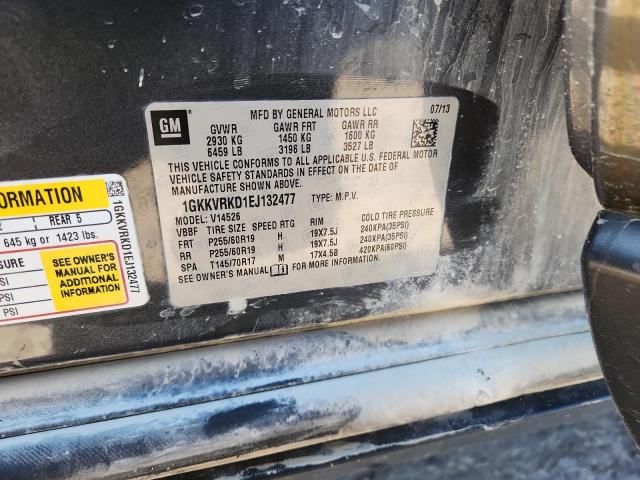 GM
MFD BY GENERAL MOTORS LLC 07/13
GVWR GAWR FRT GAWR RR
2930 KG 1450 KG 1600 KG
6459 LB 3196 LB 3527 LB
THIS VEHICLE CONFORMS TO ALL APPLICABLE U.S. FEDERAL MOTOR
VEHICLE SAFETY STANDARDS IN EFFECT ON THE DATE OF
MANUFACTURE SHOWN ABOVE.
1GKKVRKD1EJ132477 TYPE: M.P.V.
MODEL: V14526
VBBF TIRE SIZE SPEED RTG RIM COLD TIRE PRESSURE
FRT P255/60R19 H 19X7.5J 240KPA(35PSI)
RR P255/60R19 H 19X7.5J 240KPA(35PSI)
SPA T145/70R17 M 17X4.5B 420KPA(60PSI)
SEE OWNER'S MANUAL FOR MORE INFORMATION.
FORMATION
REAR 5
645 kg or 1423 lbs.
SURE
PSI
PSI
PSI
SEE OWNER'S
MANUAL FOR
ADDITIONAL
INFORMATION
1GKKVRKD1EJ132477